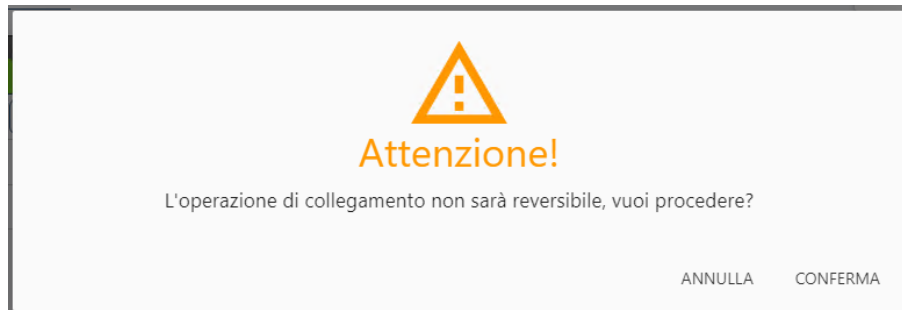 Attenzione!
L'operazione di collegamento non sarà reversibile, vuoi procedere?
ANNULLA CONFERMA